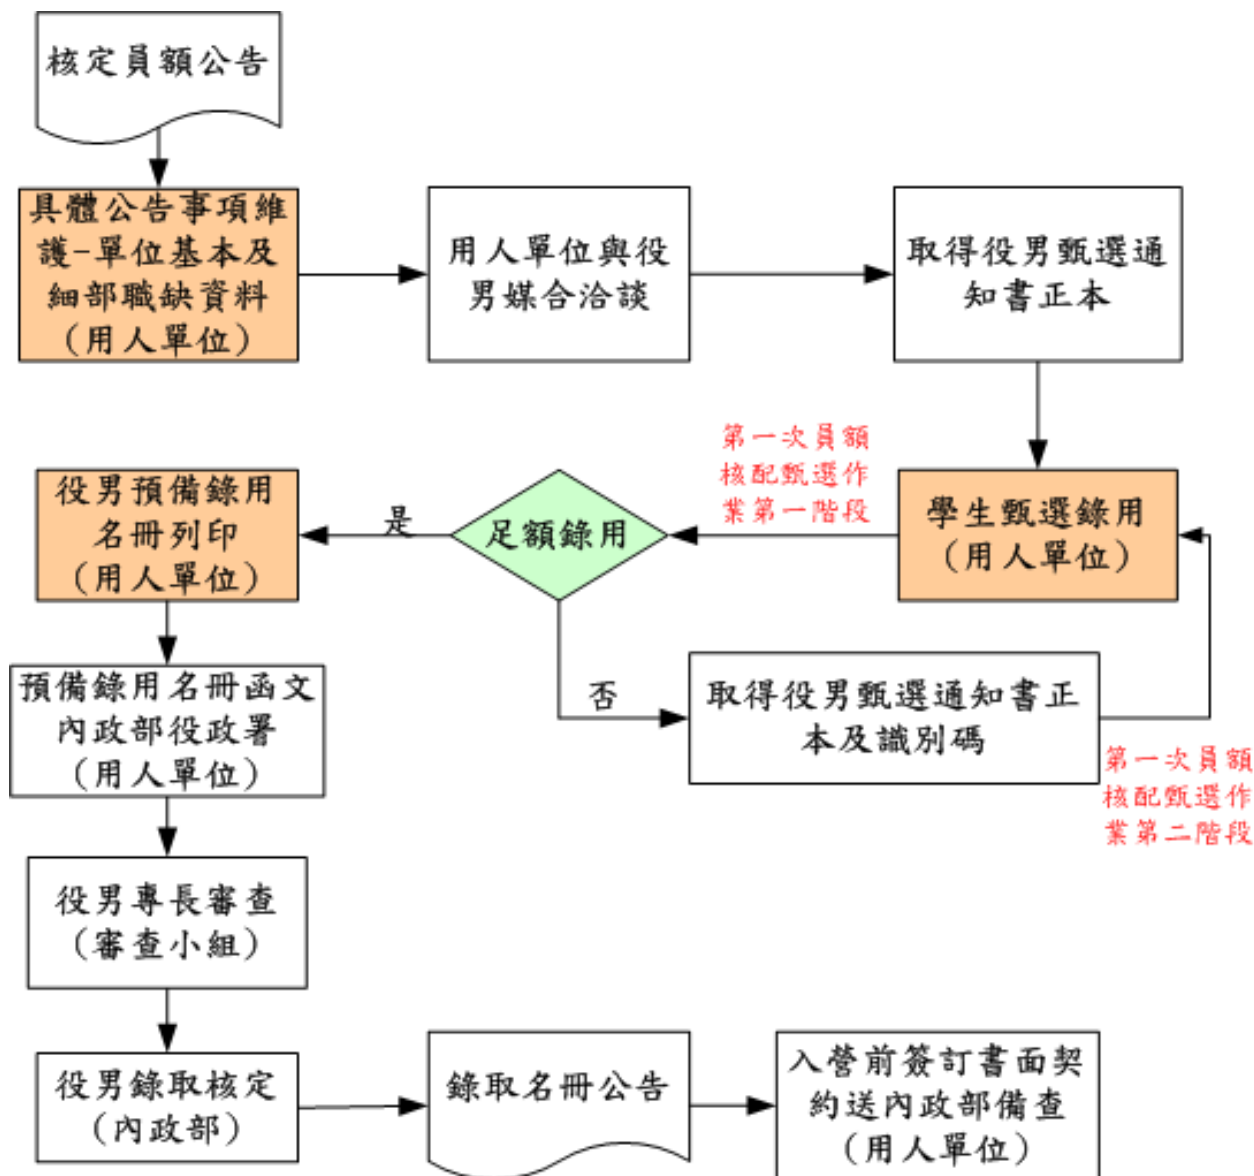 核定員額公告
具體公告事項維
護-單位基本及
細部職缺資料
(用人單位)
用人單位與役
男媒合洽談
取得役男甄選通
知書正本
第一次員額
核配甄選作
業第一階段
學生甄選錄用
(用人單位)
足額錄用
是
役男預備錄用
名冊列印
(用人單位)
否
取得役男甄選通知書正
本及識別碼
第一次員額
核配甄選作
業第二階段
預備錄用名冊函文
內政部役政署
(用人單位)
役男專長審查
(審查小組)
役男錄取核定
(內政部)
錄取名冊公告
入營前簽訂書面契
約送內政部備查
(用人單位)